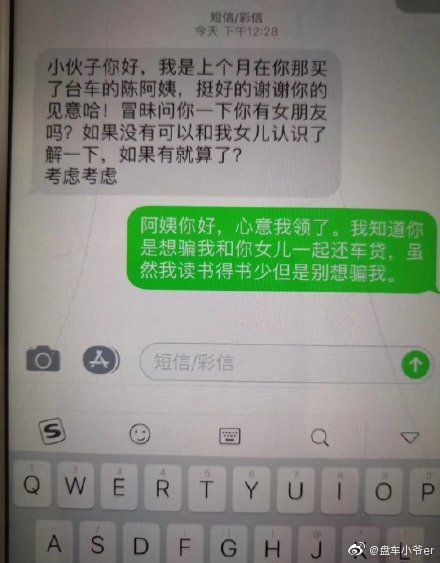 短信/彩信
今天 下午12:28
小伙子你好，我是上个月在你那买
了台车的陈阿姨，挺好的谢谢你的
见意哈！冒昧问你一下你有女朋友
吗？如果没有可以和我女儿认识了
解一下，如果有就算了？
考虑考虑
阿姨你好，心意我领了。我知道你
是想骗我和你女儿一起还车贷，虽
然我读书得书少但是别想骗我。
短信/彩信
Q W E R T Y U I O P
A S D F G H J K L
@盘车小爷er